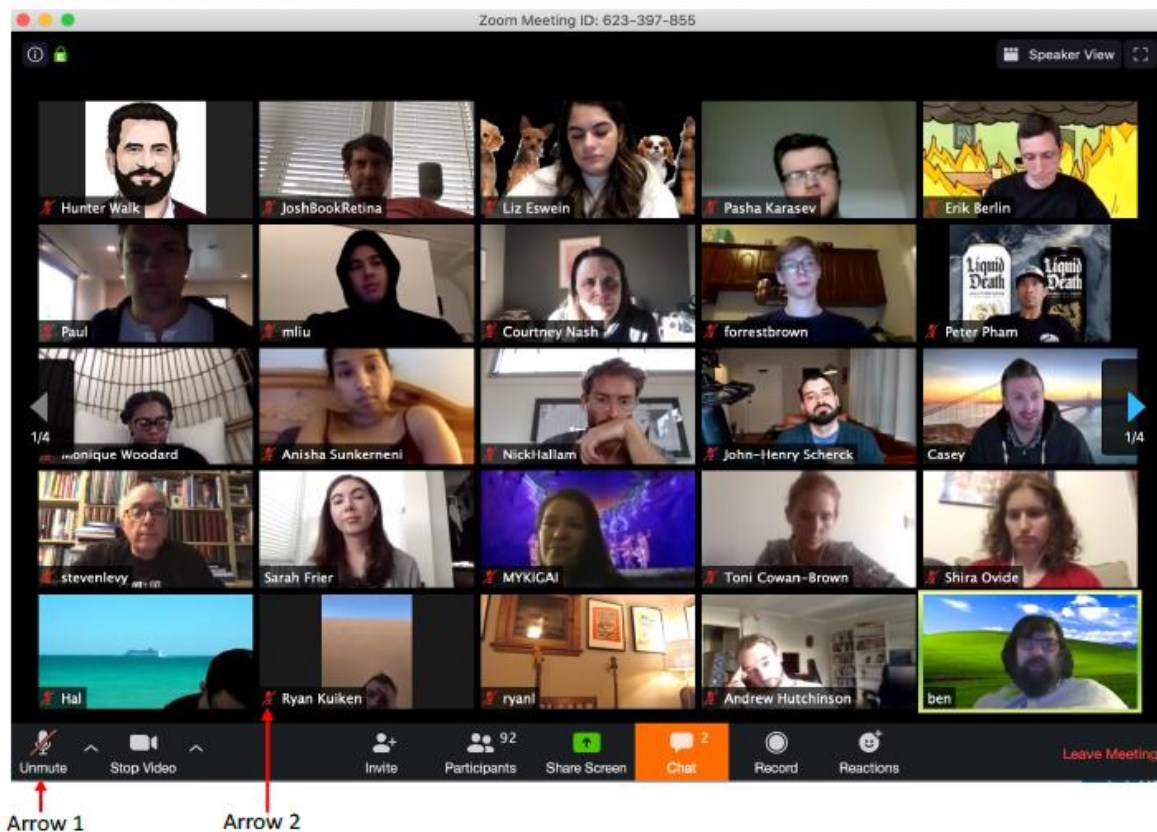 Zoom Meeting ID: 623-397-855
Speaker View
Hunter Walk
JoshBookRetina
Liz Eswein
Pasha Karasev
Erik Berlin
Liquid Death
Liquid Death
Paul
mliu
Courtney Nash
forrestbrown
Peter Pham
1/4
Monique Woodard
Anisha Sunkerneni
NickHallam
John-Henry Scherck
Casey
1/4
stevenlevy
Sarah Frier
MYKIGAI
Toni Cowan-Brown
Shira Ovide
Hal
Ryan Kuiken
ryanl
Andrew Hutchinson
ben
Unmute
Stop Video
Invite
92
Participants
Share Screen
2
Chat
Record
Reactions
Leave Meeting
Arrow 1
Arrow 2